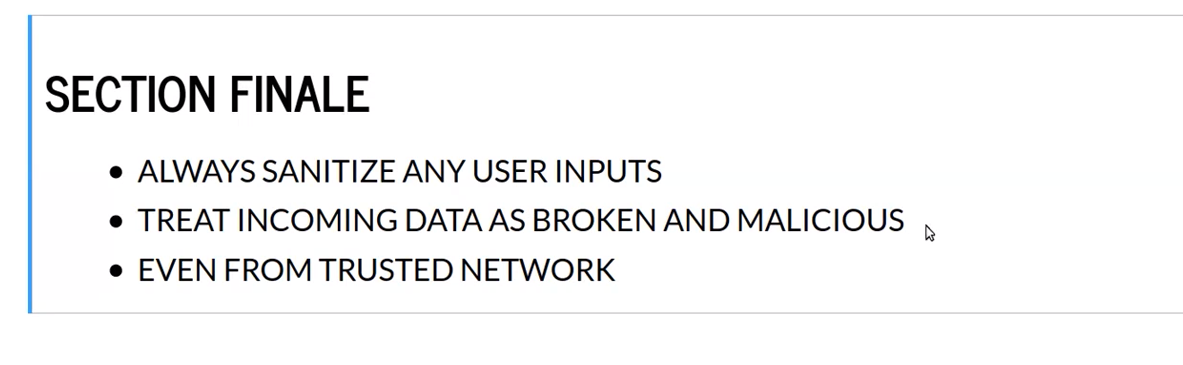 SECTION FINALE
ALWAYS SANITIZE ANY USER INPUTS
TREAT INCOMING DATA AS BROKEN AND MALICIOUS
EVEN FROM TRUSTED NETWORK